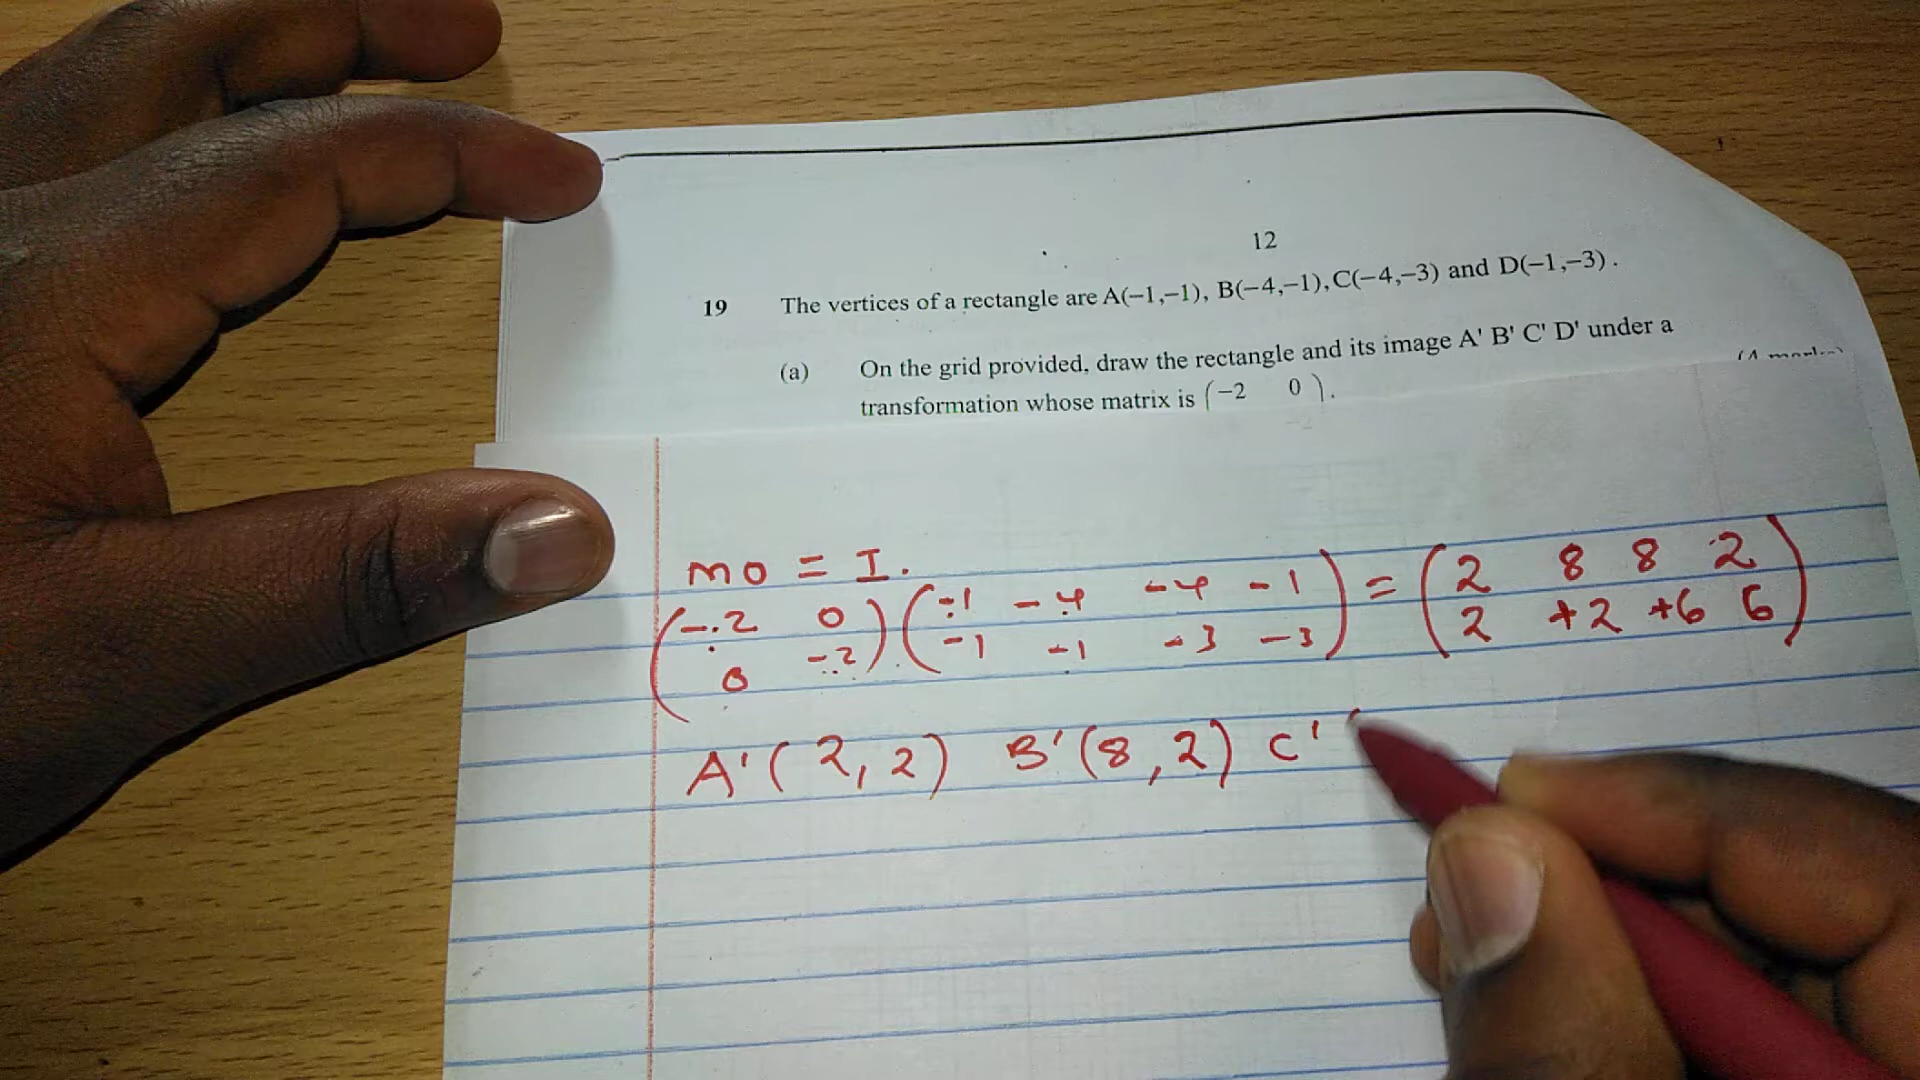 12
19 The vertices of a rectangle are A(−1,−1), B(−4,−1), C(−4,−3) and D(−1,−3).
(a) On the grid provided, draw the rectangle and its image A' B' C' D' under a
transformation whose matrix is (−2 0).
mo = I.
(-2 0) (-1 -4 -4 -1) = (2 8 8 2)
(0 -2) (-1 -1 -3 -3) (2 +2 +6 6)
A'(2,2) B'(8,2) C'(